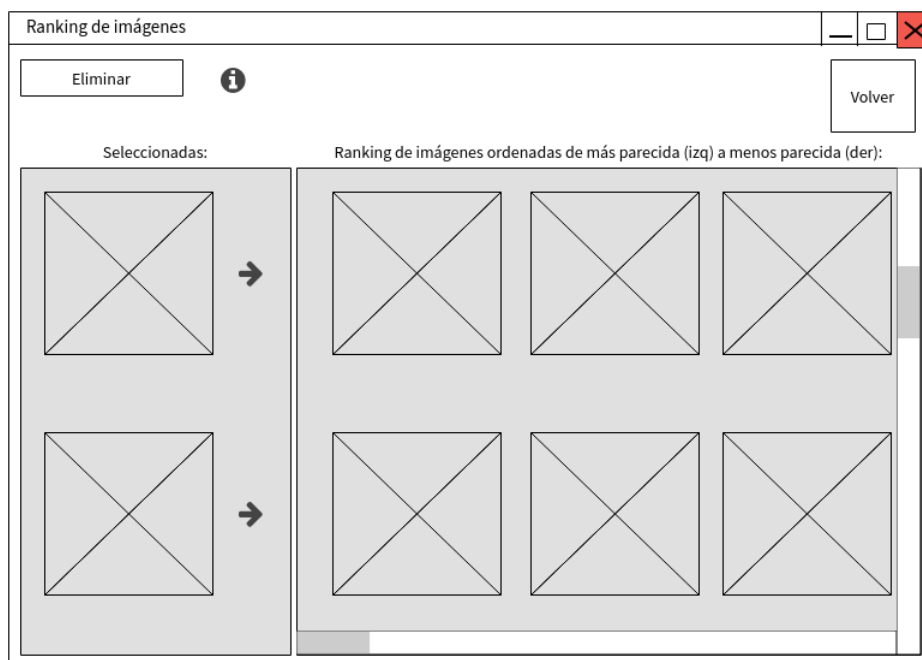 Ranking de imágenes
Eliminar
Volver
Seleccionadas:
Ranking de imágenes ordenadas de más parecida (izq) a menos parecida (der):